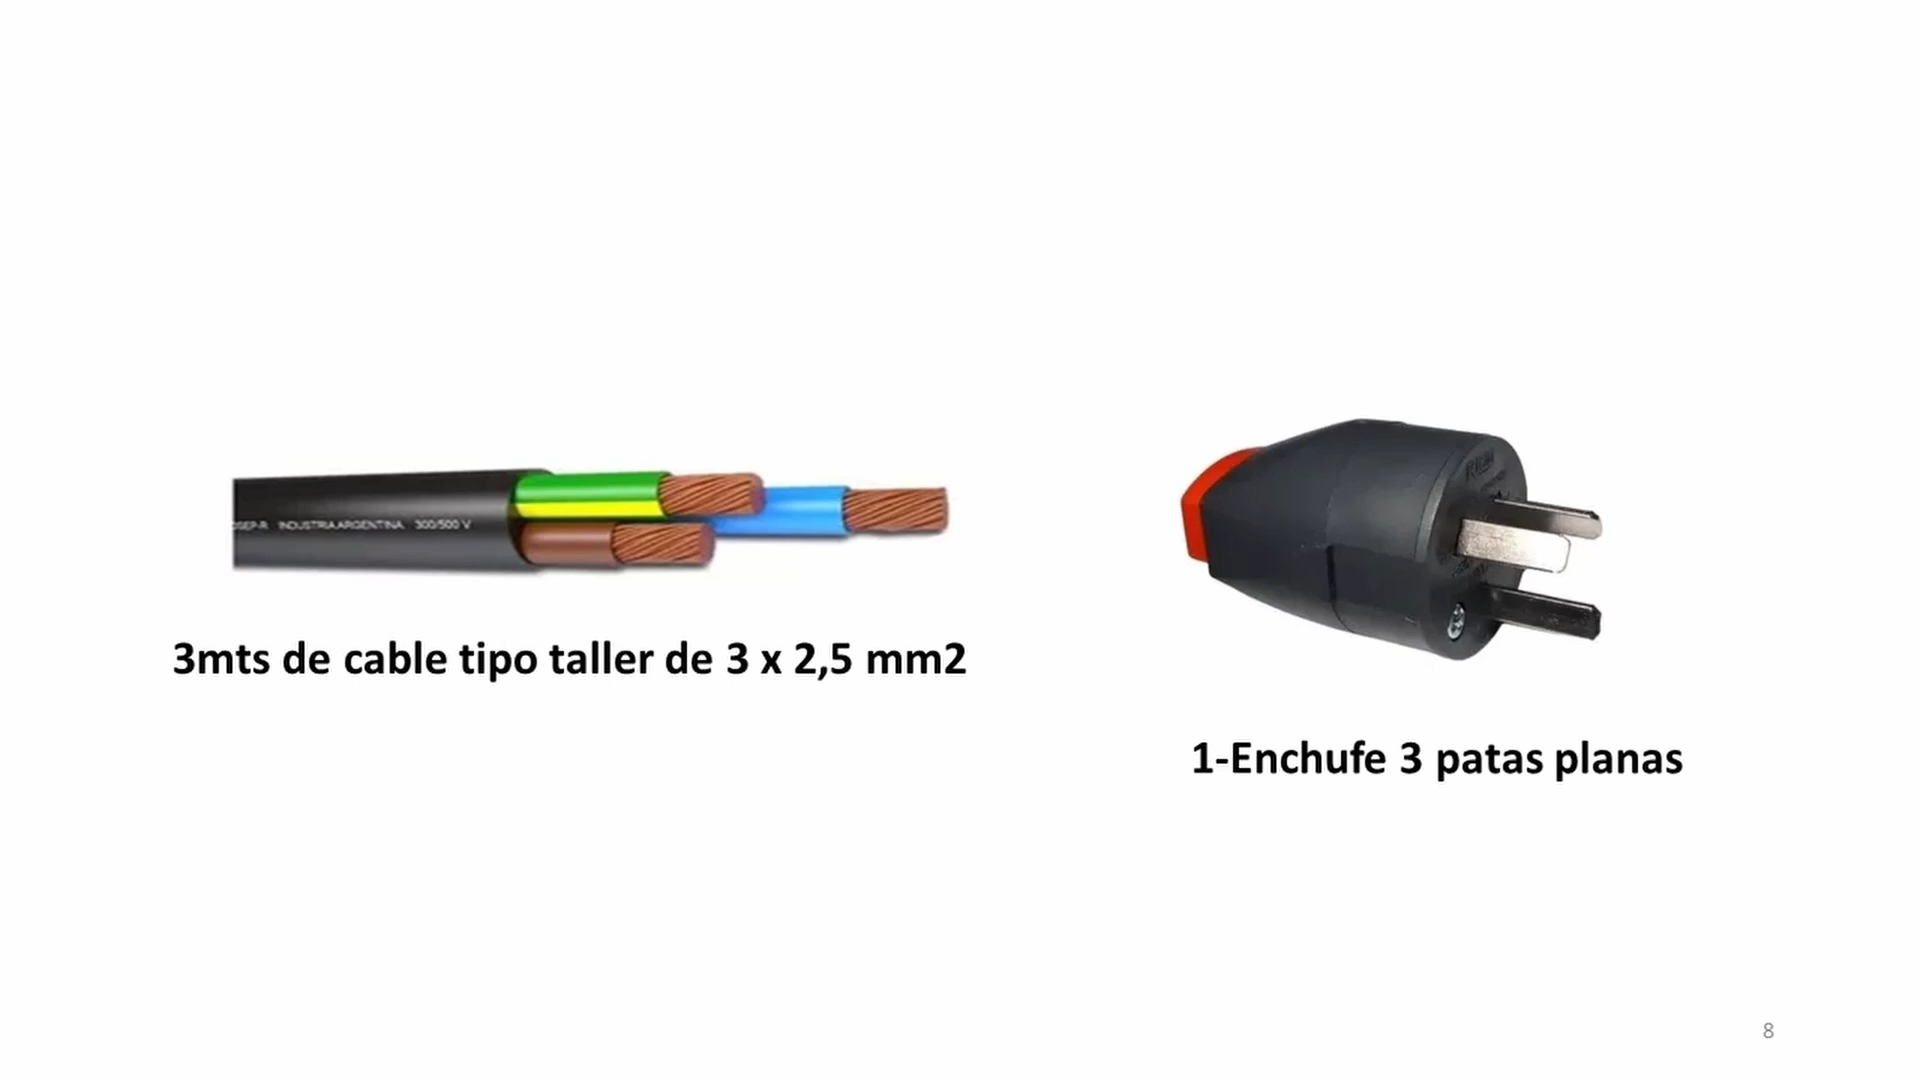 INDUSTRIA ARGENTINA 300/500 V
3mts de cable tipo taller de 3 x 2,5 mm2
1-Enchufe 3 patas planas
8